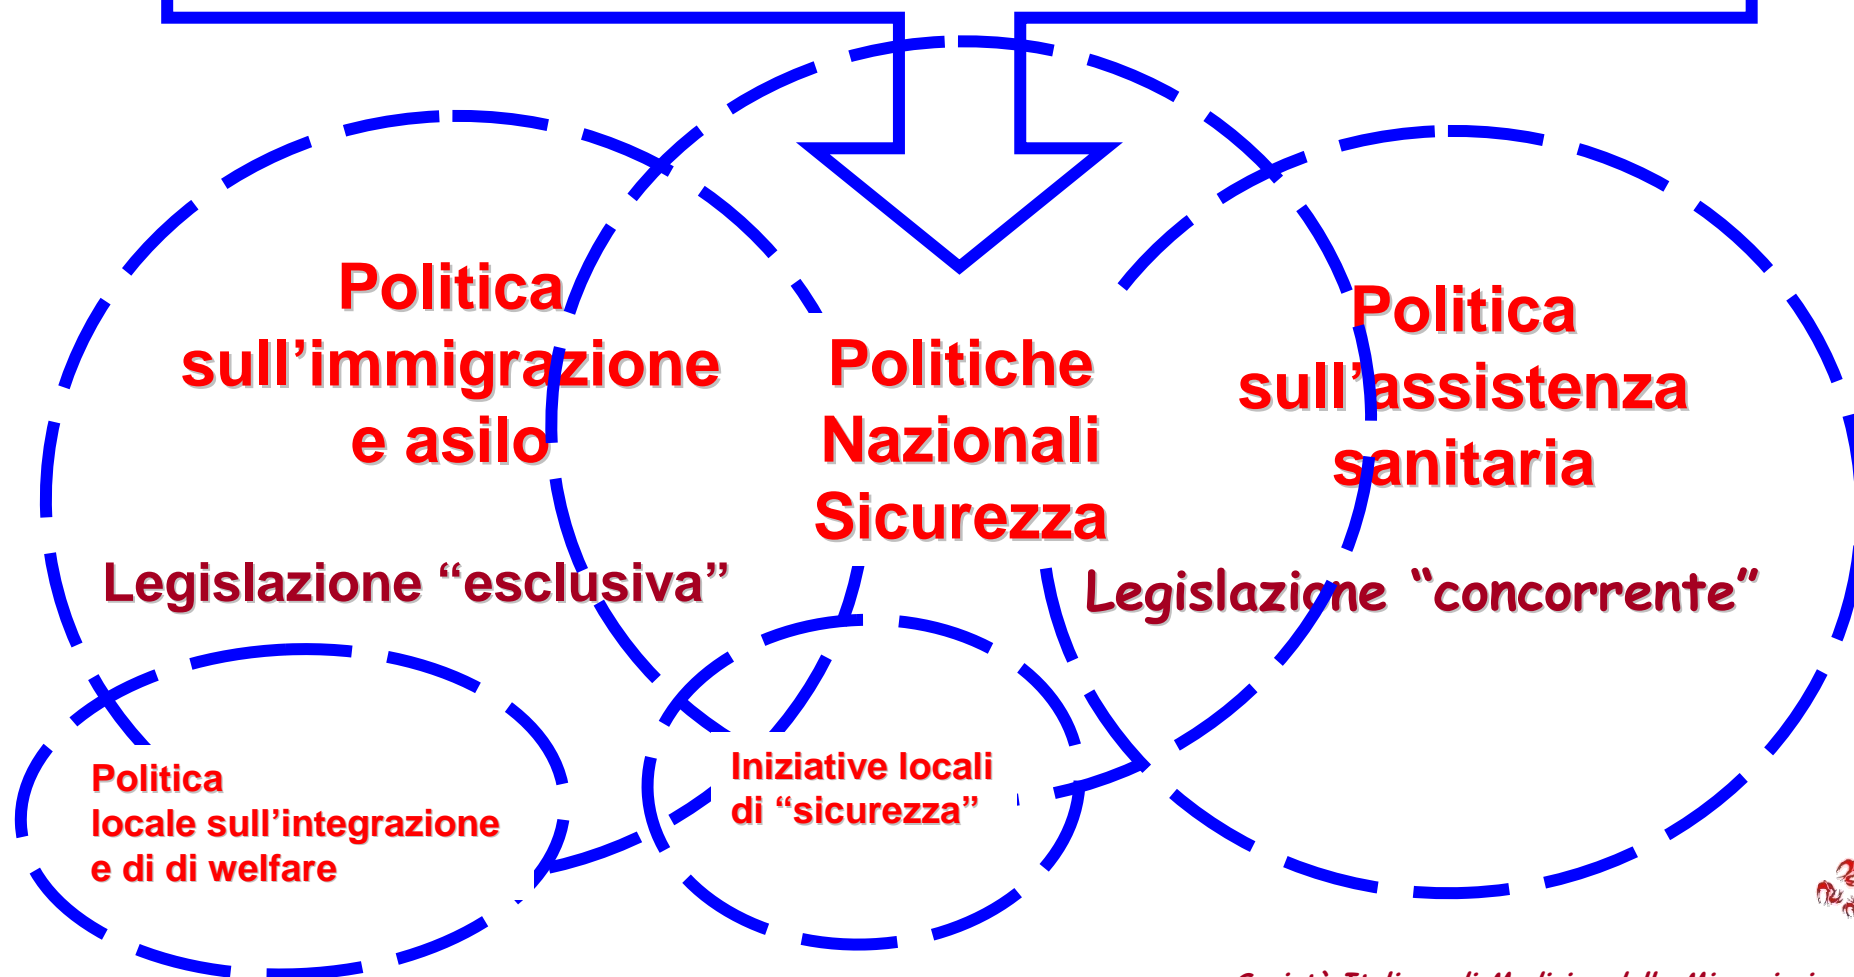 Politica
sull’immigrazione
e asilo
Politiche
Nazionali
Sicurezza
Politica
sull’assistenza
sanitaria
Legislazione “esclusiva”
Legislazione “concorrente”
Politica
locale sull’integrazione
e di di welfare
Iniziative locali
di “sicurezza”